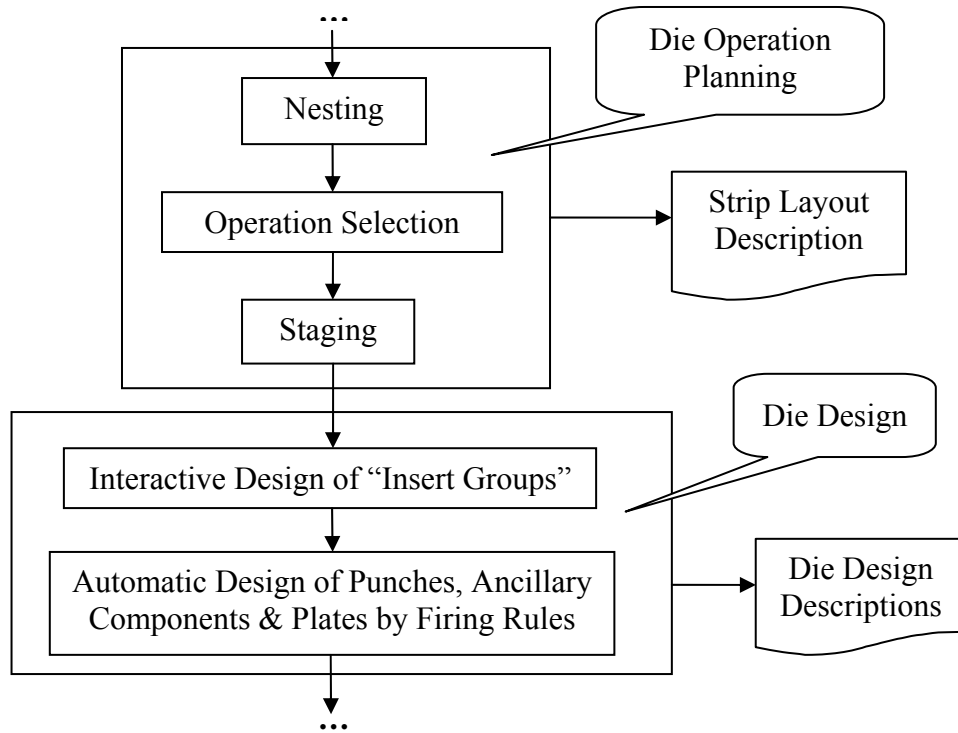 ...
Die Operation
Planning
Nesting
Operation Selection
Strip Layout
Description
Staging
Die Design
Interactive Design of “Insert Groups”
Automatic Design of Punches, Ancillary
Components & Plates by Firing Rules
Die Design
Descriptions
...